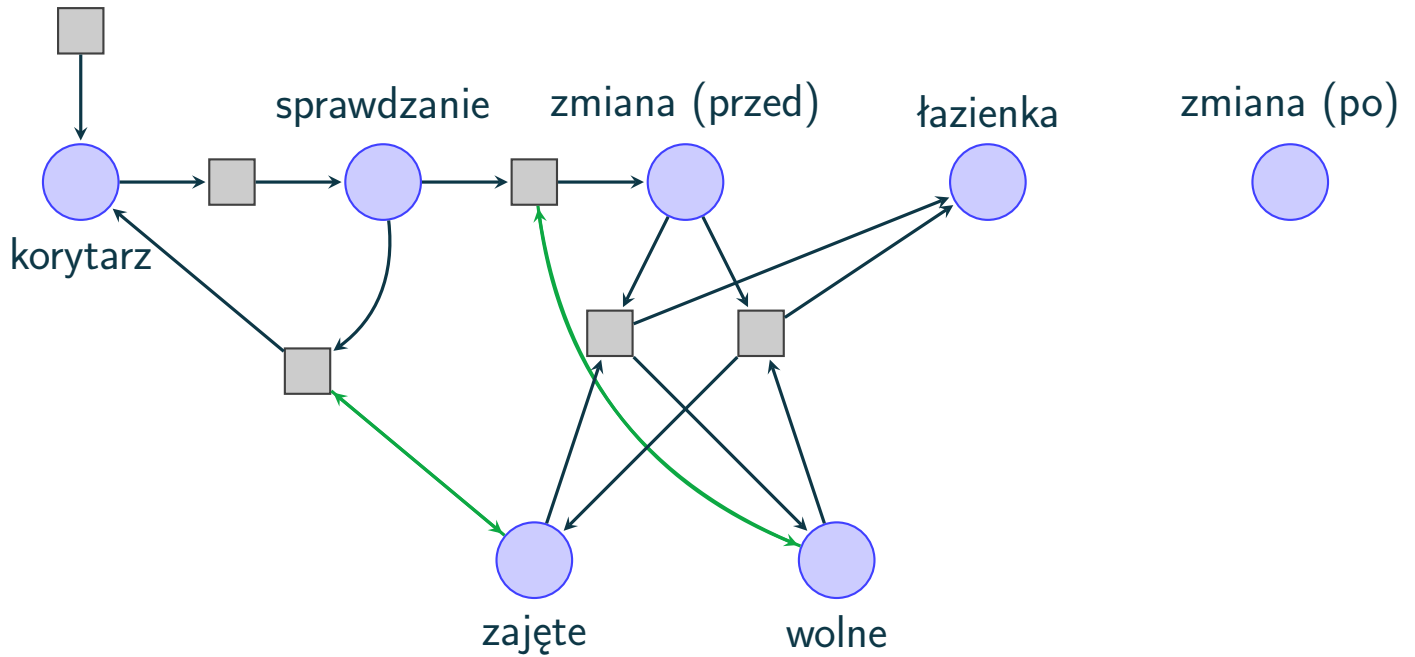 sprawdzanie
zmiana (przed)
łazienka
zmiana (po)
korytarz
zajęte
wolne